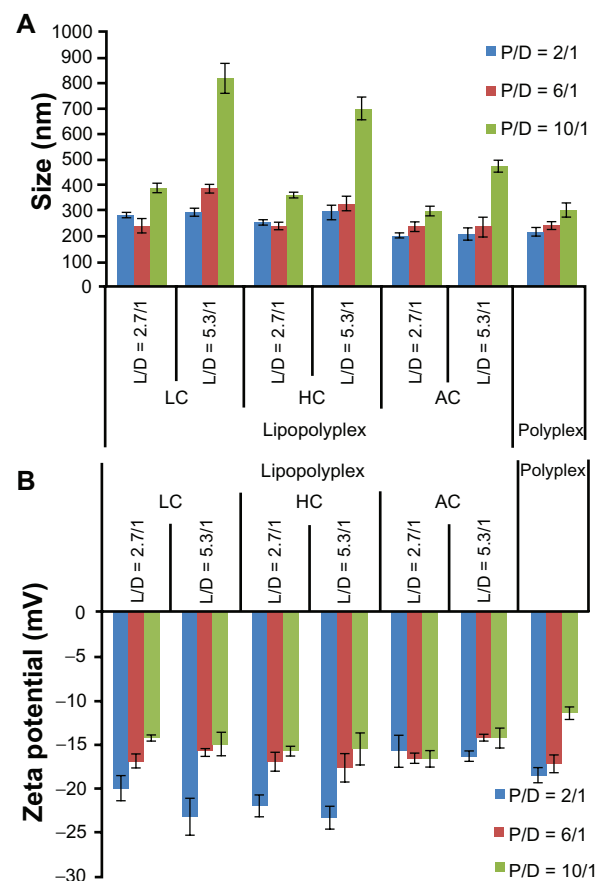 A
Size (nm)
1000
900
800
700
600
500
400
300
200
100
0
P/D = 2/1
P/D = 6/1
P/D = 10/1
L/D = 2.7/1
L/D = 5.3/1
L/D = 2.7/1
L/D = 5.3/1
L/D = 2.7/1
L/D = 5.3/1
LC
HC
AC
Lipopolyplex
Polyplex
B
Lipopolyplex
Polyplex
LC
HC
AC
L/D = 2.7/1
L/D = 5.3/1
L/D = 2.7/1
L/D = 5.3/1
L/D = 2.7/1
L/D = 5.3/1
Zeta potential (mV)
0
−5
−10
−15
−20
−25
−30
P/D = 2/1
P/D = 6/1
P/D = 10/1